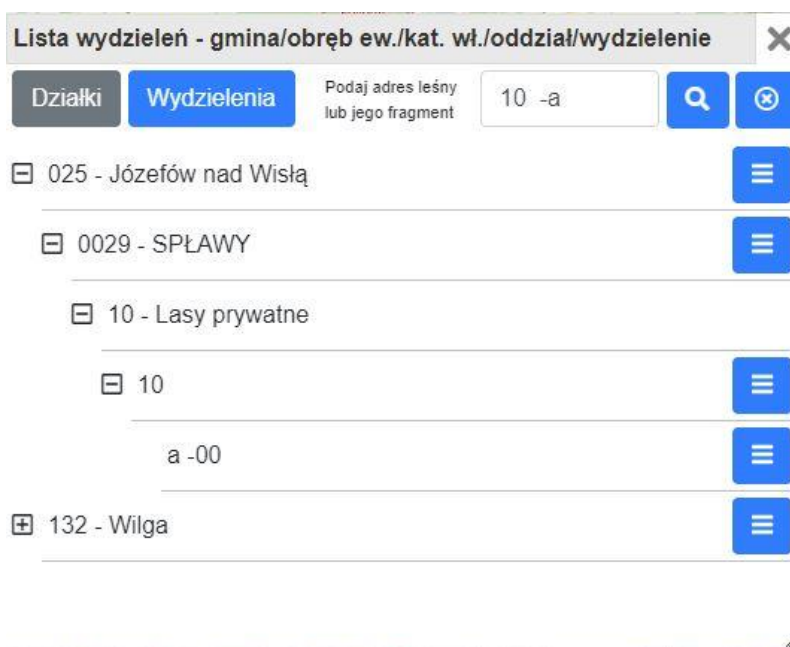 Lista wydzieleń - gmina/obręb ew./kat. wł./oddział/wydzielenie
Działki Wydzielenia Podaj adres leśny lub jego fragment 10  -a
025 - Józefów nad Wisłą
0029 - SPŁAWY
10 - Lasy prywatne
10
a -00
132 - Wilga